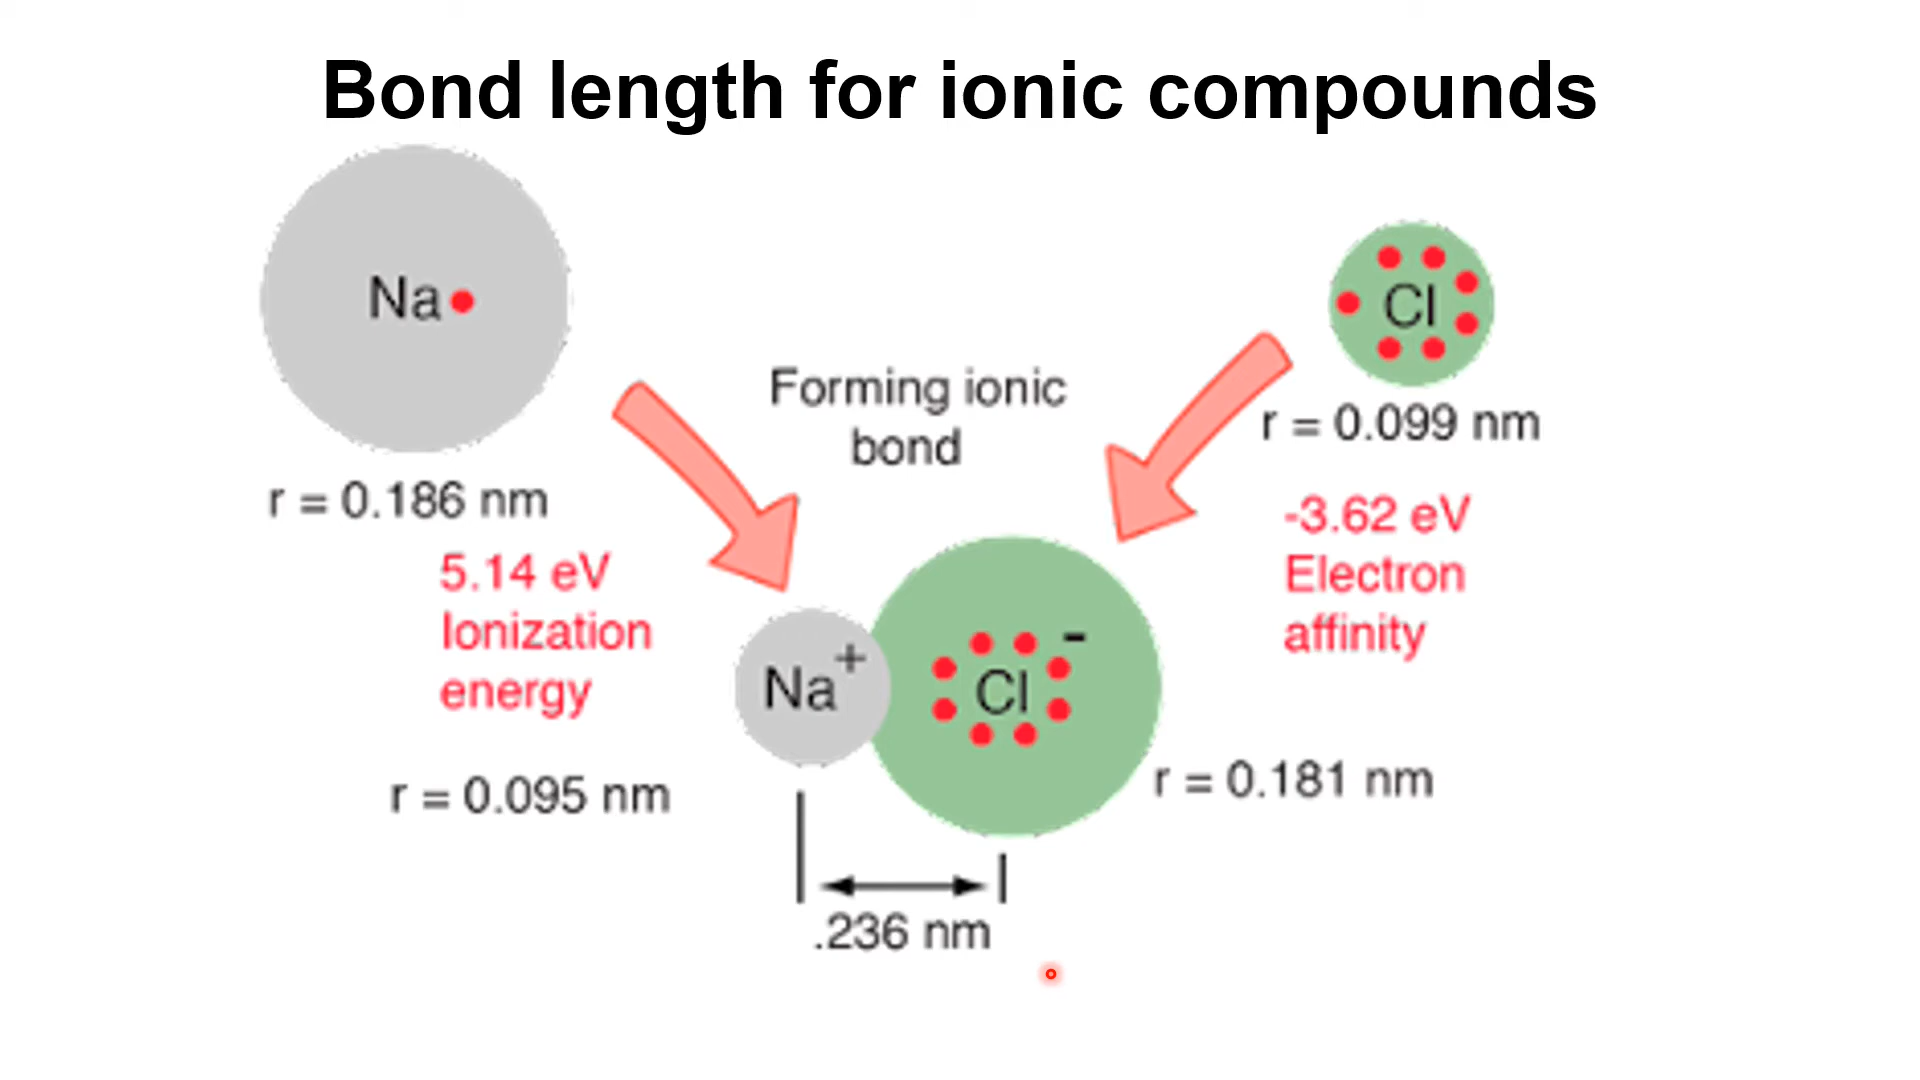 Bond length for ionic compounds
Na
Cl
Forming ionic
bond
r = 0.099 nm
r = 0.186 nm
-3.62 eV
Electron
affinity
5.14 eV
Ionization
energy
Na+
Cl-
r = 0.095 nm
r = 0.181 nm
.236 nm